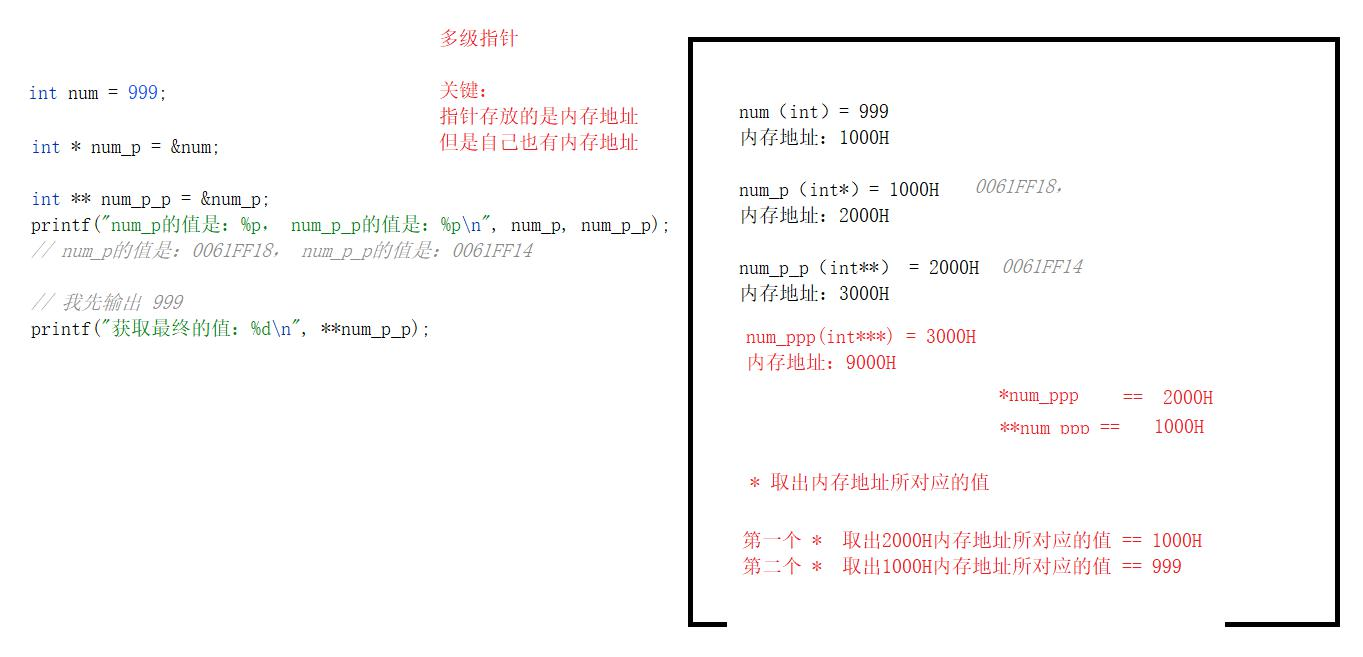 多级指针
关键：
指针存放的是内存地址
但是自己也有内存地址
int num = 999;
int * num_p = &num;
int ** num_p_p = &num_p;
printf("num_p的值是：%p， num_p_p的值是：%p\n", num_p, num_p_p);
// num_p的值是：0061FF18， num_p_p的值是：0061FF14
// 我先输出 999
printf("获取最终的值：%d\n", **num_p_p);
num（int）= 999
内存地址：1000H
num_p（int*）= 1000H 0061FF18，
内存地址：2000H
num_p_p（int**） = 2000H 0061FF14
内存地址：3000H
num_ppp(int***) = 3000H
内存地址：9000H
*num_ppp == 2000H
**num_ppp == 1000H
* 取出内存地址所对应的值
第一个 * 取出2000H内存地址所对应的值 == 1000H
第二个 * 取出1000H内存地址所对应的值 == 999